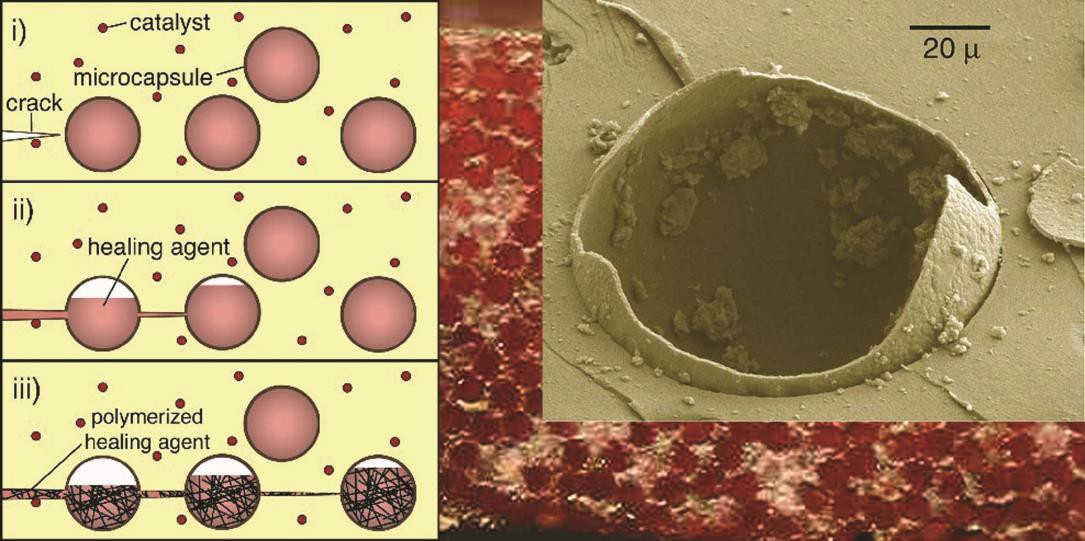 i)
catalyst
microcapsule
crack
ii)
healing agent
iii)
polymerized
healing agent
20 μ